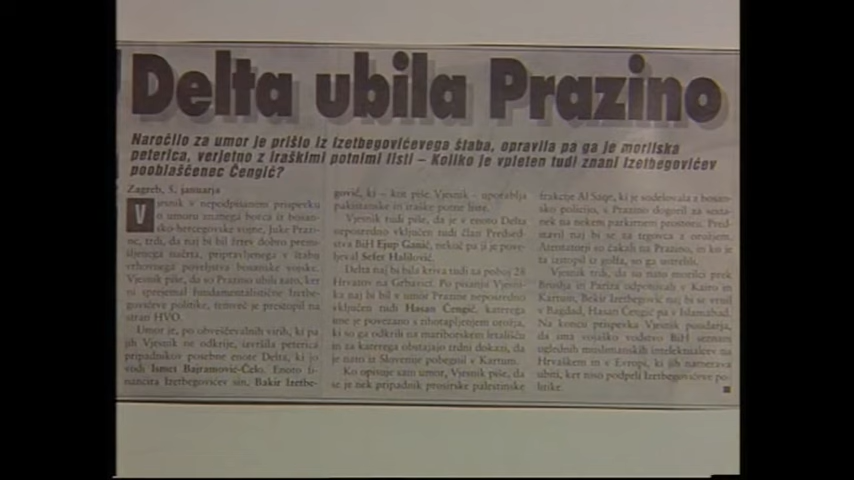 Delta ubila Prazino
Naročilo za umor je prišlo iz Izetbegovićevega štaba, opravila pa ga je morilska
peterica, verjetno z iraškimi potnimi listi – Koliko je vpleten tudi znani Izetbegovićev
pooblaščenec Čengić?
Zagreb, 5. januarja
Vjesnik v nepodpisanem prispevku
o umoru znanega borca iz bosan-
sko-hercegovske vojne, Juke Prazi-
ne, trdi, da naj bi bil žrtev dobro premi-
šljenega načrta, pripravljenega v štabu
vrhovnega poveljstva bosanske vojske.
Vjesnik piše, da so Prazino ubili zato, ker
ni sprejemal fundamentalistične Izetbe-
govićeve politike, temveč je prestopil na
stran HVO.
Umor je, po obveščevalnih virih, ki pa
jih Vjesnik ne odkrije, izvršila peterica
pripadnikov posebne enote Delta, ki jo
vodi Ismet Bajramović-Ćelo. Enoto fi-
nancira Izetbegovićev sin, Bakir Izetbe-
gović, ki – kot piše Vjesnik – uporablja
pakistanske in iraške potne liste.
Vjesnik tudi piše, da je v enoto Delta
neposredno vključen tudi član Predsed-
stva BiH Ejup Ganić, nekoč pa ji je pove-
ljeval Sefer Halilović.
Delta naj bi bila kriva tudi za poboj 28
Hrvatov na Grbavici. Po pisanju Vjesni-
ka naj bi bil v umor Prazine neposredno
vključen tudi Hasan Čengić, katerega
ime je povezano s tihotapljenjem orožja,
ki so ga odkrili na mariborskem letališču
in za katerega obstajajo trdni dokazi, da
je nato iz Slovenije pobegnil v Kartum.
Ko opisuje sam umor, Vjesnik piše, da
se je nek pripadnik prosirske palestinske
frakcije Al Saqe, ki je sodelovala z bosan-
sko policijo, s Prazino dogovoril za sesta-
nek na nekem parkirnem prostoru. Pred-
stavil naj bi se za trgovca z orožjem.
Atentatorji so čakali na Prazino, in ko je
ta izstopil iz golfa, so ga ustrelili.
Vjesnik trdi, da so nato morilci prek
Bruslja in Pariza odpotovali v Kairo in
Kartum, Bekir Izetbegović naj bi se vrnil
v Bagdad, Hasan Čengić pa v Islamabad.
Na koncu prispevka Vjesnik poudarja,
da ima vojaško vodstvo BiH seznam
uglednih muslimanskih intelektualcev na
Hrvaškem in v Evropi, ki jih namerava
ubiti, ker niso podpeli Izetbegovićeve po-
litike.